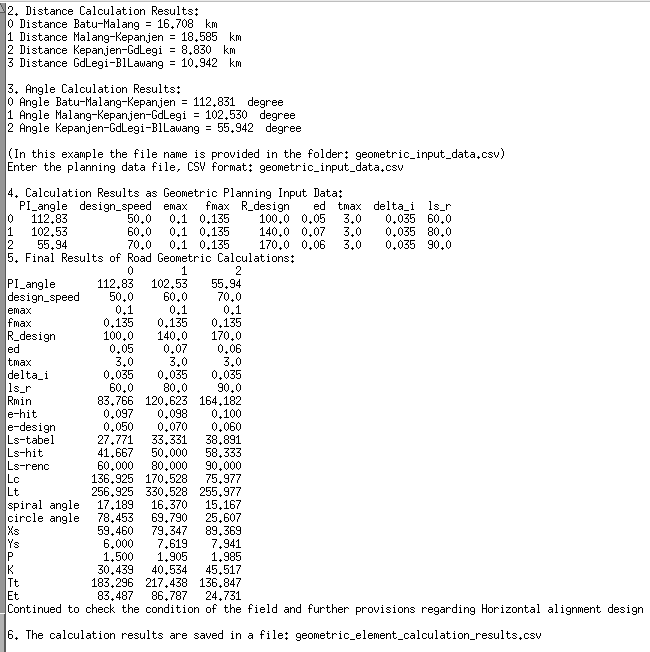 2. Distance Calculation Results:
0 Distance Batu-Malang = 16.708  km
1 Distance Malang-Kepanjen = 18.585  km
2 Distance Kepanjen-GdLegi = 8.830  km
3 Distance GdLegi-BlLawang = 10.942  km
3. Angle Calculation Results:
0 Angle Batu-Malang-Kepanjen = 112.831  degree
1 Angle Malang-Kepanjen-GdLegi = 102.530  degree
2 Angle Kepanjen-GdLegi-BlLawang = 55.942  degree
(In this example the file name is provided in the folder: geometric_input_data.csv)
Enter the planning data file, CSV format: geometric_input_data.csv
4. Calculation Results as Geometric Planning Input Data:
PI_angle  design_speed  emax   fmax  R_design    ed  tmax  delta_i  ls_r
0   112.83          50.0   0.1  0.135     100.0  0.05   3.0    0.035  60.0
1   102.53          60.0   0.1  0.135     140.0  0.07   3.0    0.035  80.0
2    55.94          70.0   0.1  0.135     170.0  0.06   3.0    0.035  90.0
5. Final Results of Road Geometric Calculations:
0        1        2
PI_angle       112.83   102.53    55.94
design_speed     50.0     60.0     70.0
emax              0.1      0.1      0.1
fmax            0.135    0.135    0.135
R_design        100.0    140.0    170.0
ed               0.05     0.07     0.06
tmax              3.0      3.0      3.0
delta_i         0.035    0.035    0.035
ls_r             60.0     80.0     90.0
Rmin           83.766  120.623  164.182
e-hit           0.097    0.098    0.100
e-design        0.050    0.070    0.060
Ls-tabel       27.771   33.331   38.891
Ls-hit         41.667   50.000   58.333
Ls-renc        60.000   80.000   90.000
Lc            136.925  170.528   75.977
Lt            256.925  330.528  255.977
spiral angle   17.189   16.370   15.167
circle angle   78.453   69.790   25.607
Xs             59.460   79.347   89.369
Ys              6.000    7.619    7.941
P               1.500    1.905    1.985
K              30.439   40.534   45.517
Tt            183.296  217.438  136.847
Et             83.487   86.787   24.731
Continued to check the condition of the field and further provisions regarding Horizontal alignment design
6. The calculation results are saved in a file: geometric_element_calculation_results.csv